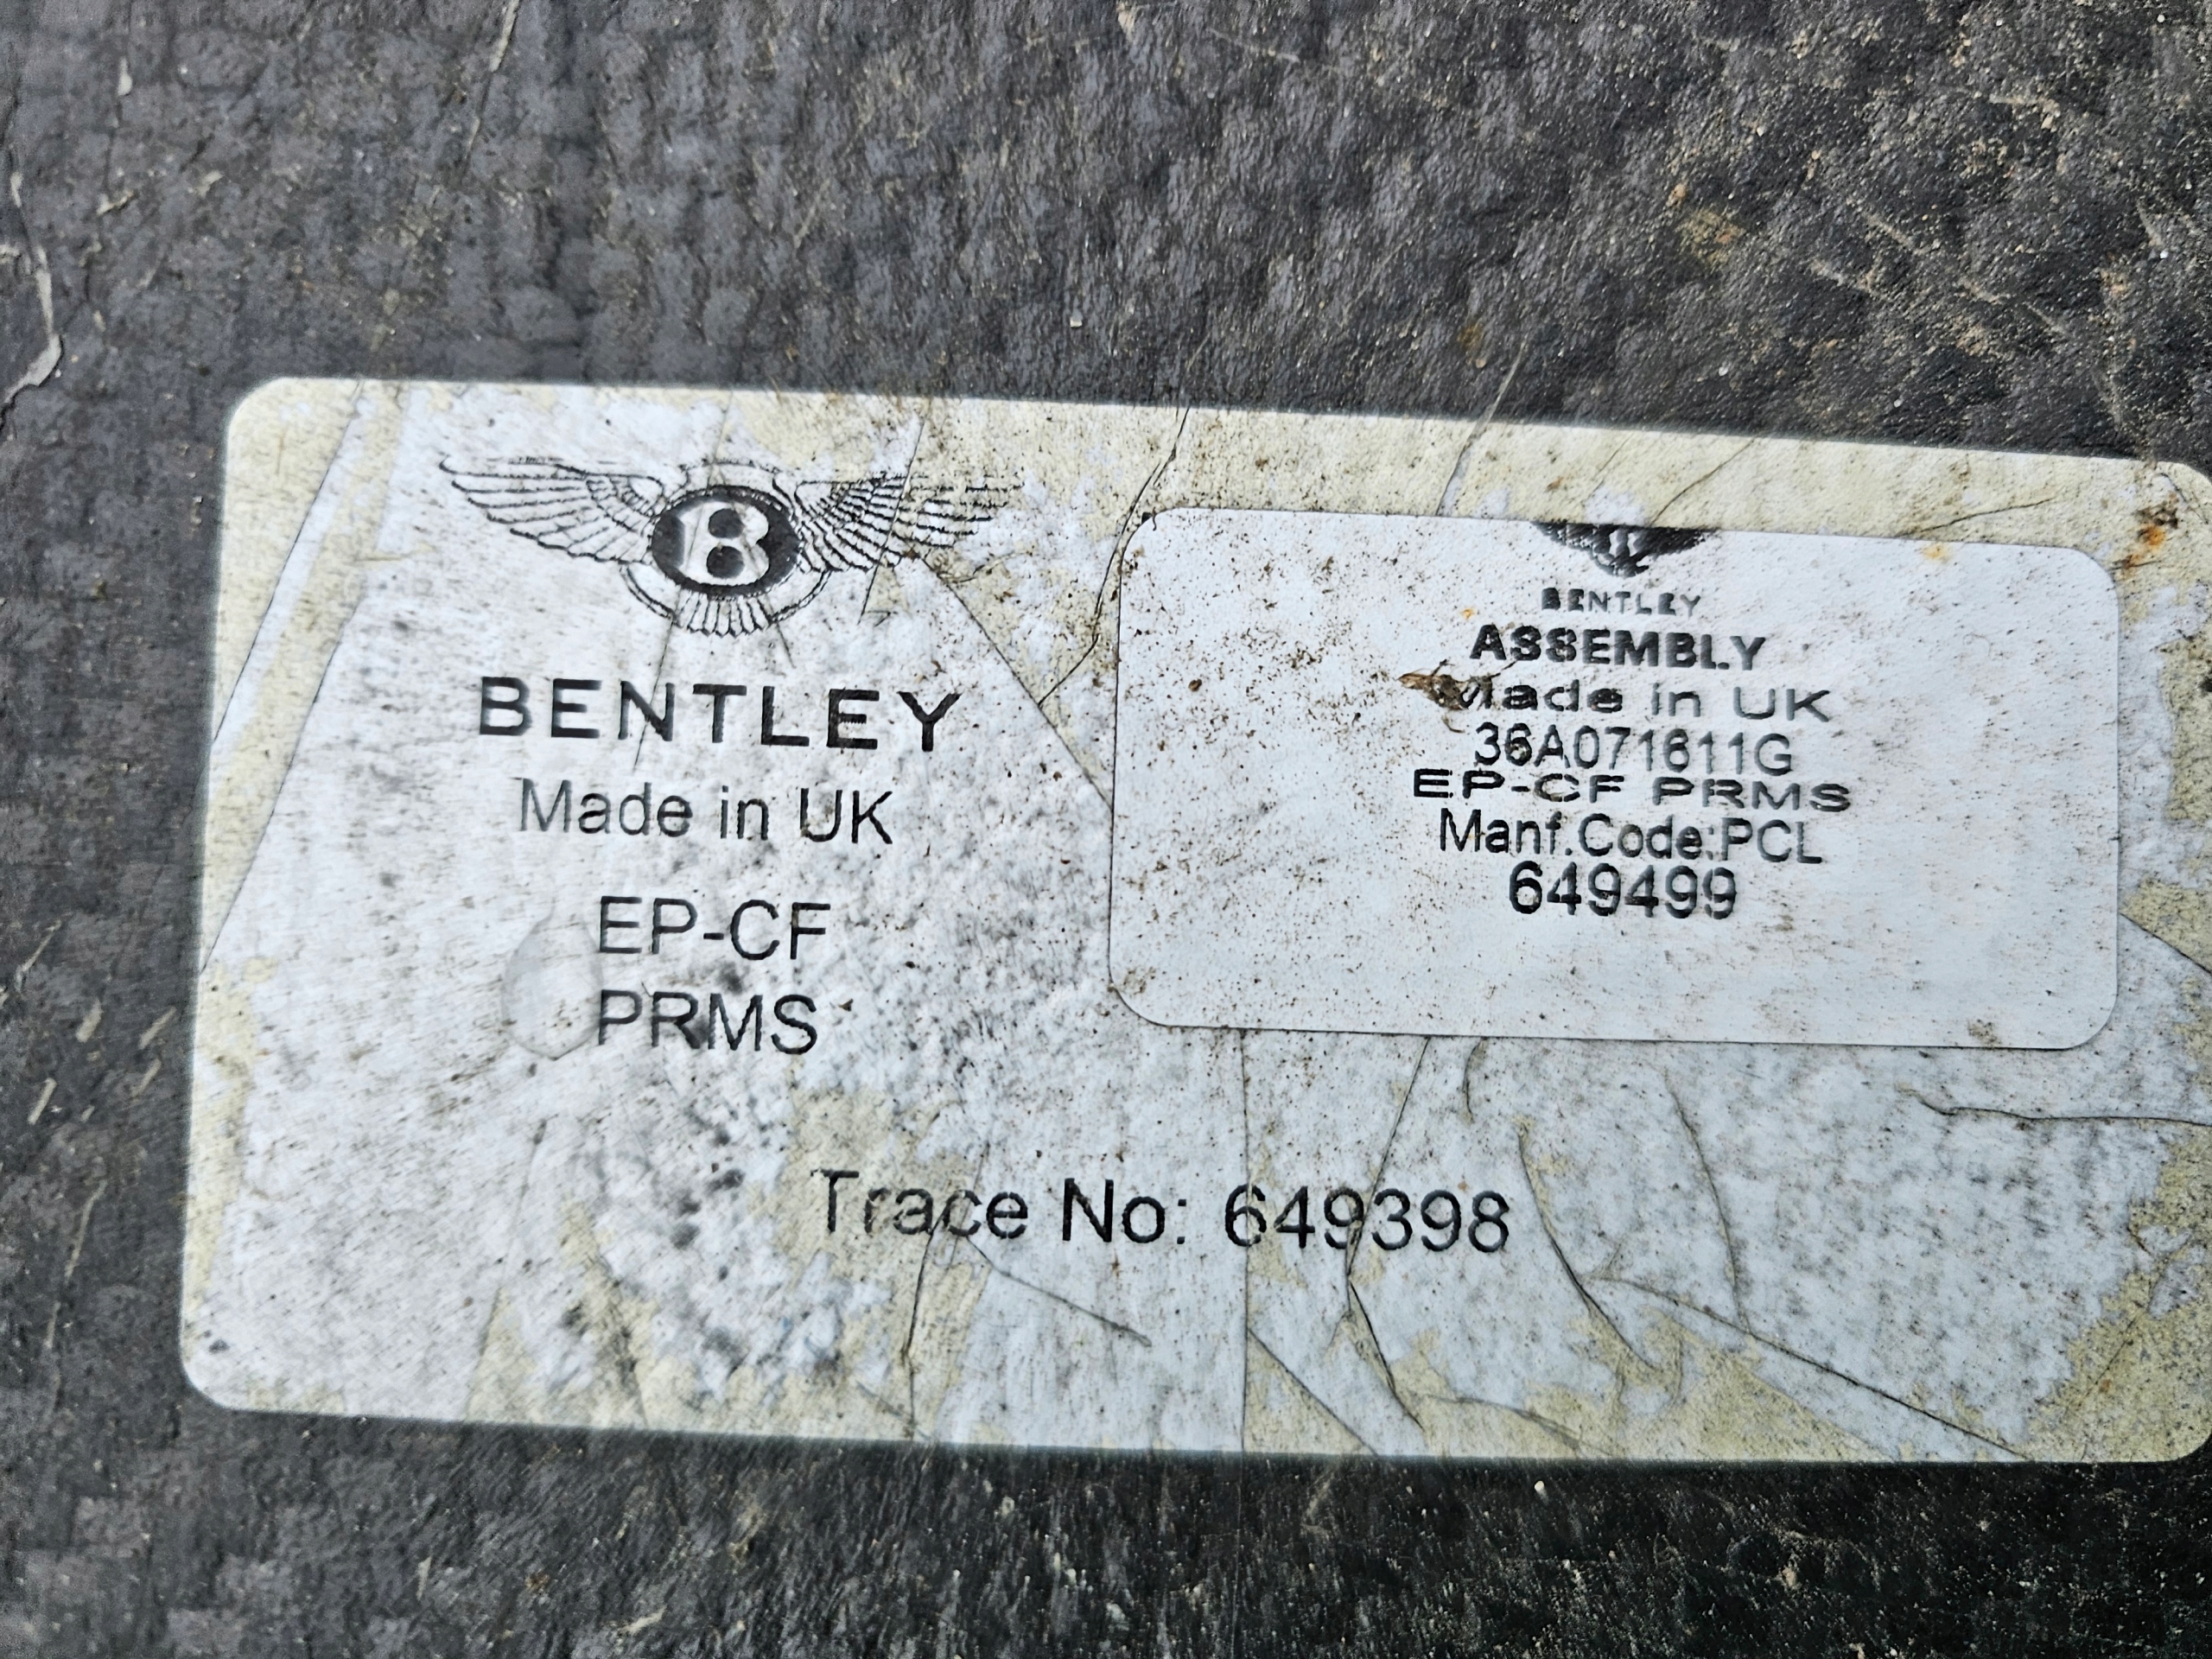 B
BENTLEY
Made in UK
EP-CF
PRMS
Trace No: 649398
BENTLEY
ASSEMBLY
Made in UK
36A071611G
EP-CF PRMS
Manf.Code:PCL
649499